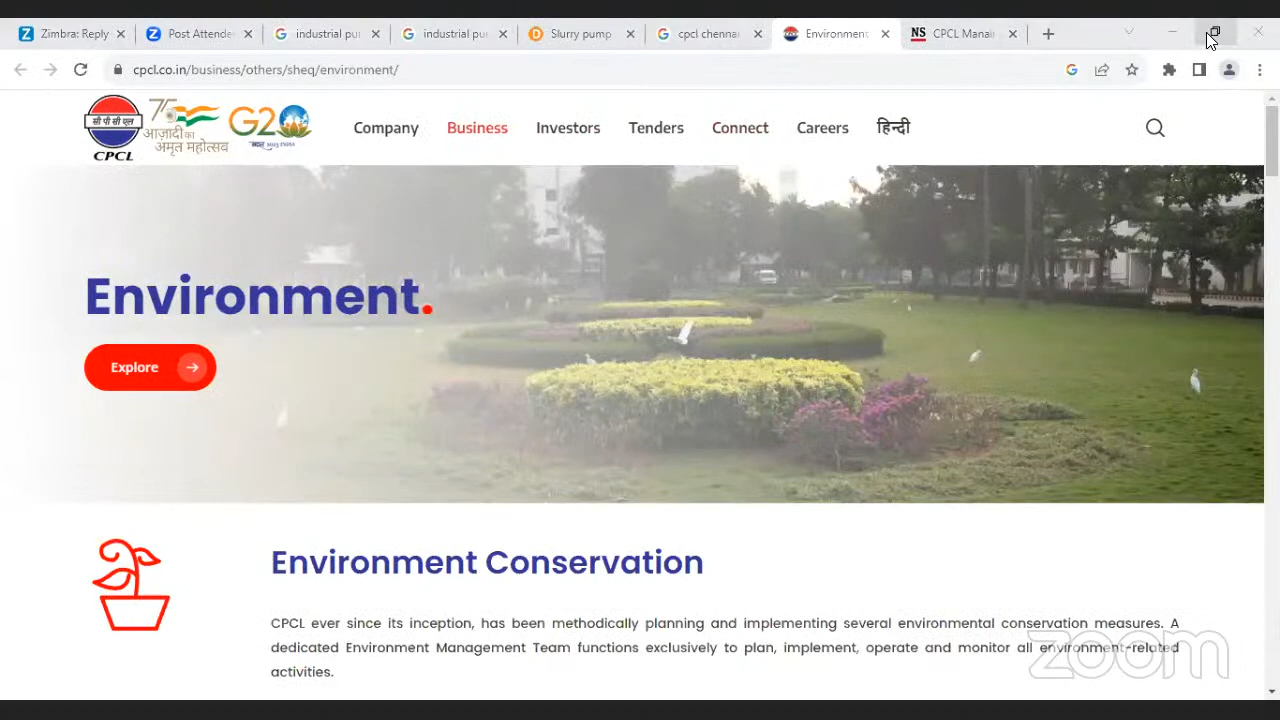 Zimbra: Reply
Post Attende
industrial pu
industrial pu
Slurry pump
cpcl chennai
Environment
NS CPCL Manali
cpcl.co.in/business/others/sheq/environment/
सी पी सी एल
CPCL
75
आज़ादी का
अमृत महोत्सव
G20
Company
Business
Investors
Tenders
Connect
Careers
हिन्दी
Environment.
Explore
Environment Conservation
CPCL ever since its inception, has been methodically planning and implementing several environmental conservation measures. A
dedicated Environment Management Team functions exclusively to plan, implement, operate and monitor all environment-related
activities.
zoom